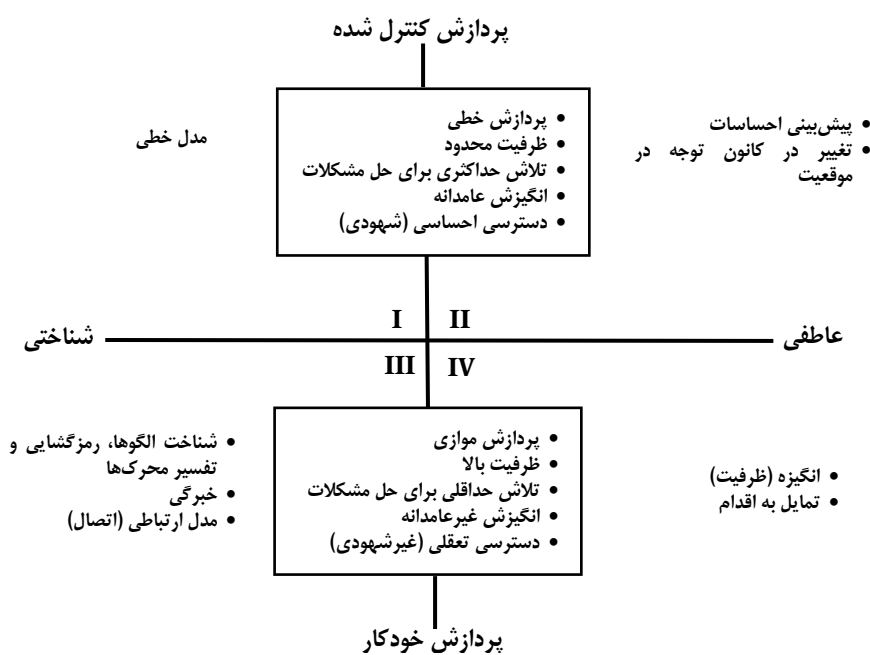 پردازش کنترل شده
• پردازش خطی
• ظرفیت محدود
• تلاش حداکثری برای حل مشکلات
• انگیزش عامدانه
• دسترسی احساسی (شهودی)
• پیش‌بینی احساسات
• تغییر در کانون توجه در
موقعیت
مدل خطی
I
II
عاطفی
شناختی
III
IV
• پردازش موازی
• ظرفیت بالا
• تلاش حداقلی برای حل مشکلات
• انگیزش غیرعامدانه
• دسترسی تعقلی (غیرشهودی)
• انگیزه (ظرفیت)
• تمایل به اقدام
• شناخت الگوها، رمزگشایی و
تفسیر محرک‌ها
• خبرگی
• مدل ارتباطی (اتصال)
پردازش خودکار